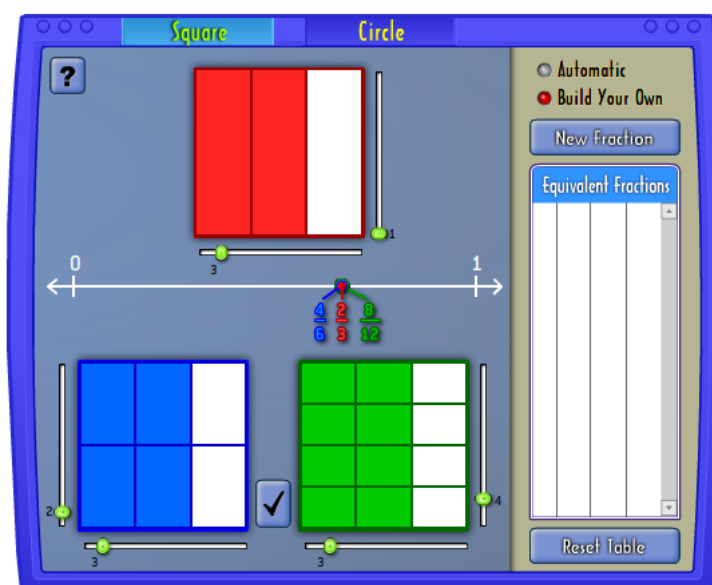 Square Circle
?
Automatic
Build Your Own
New Fraction
Equivalent Fractions
1
3
0 1
4/6 2/3 8/12
2
4
3
3
Reset Table